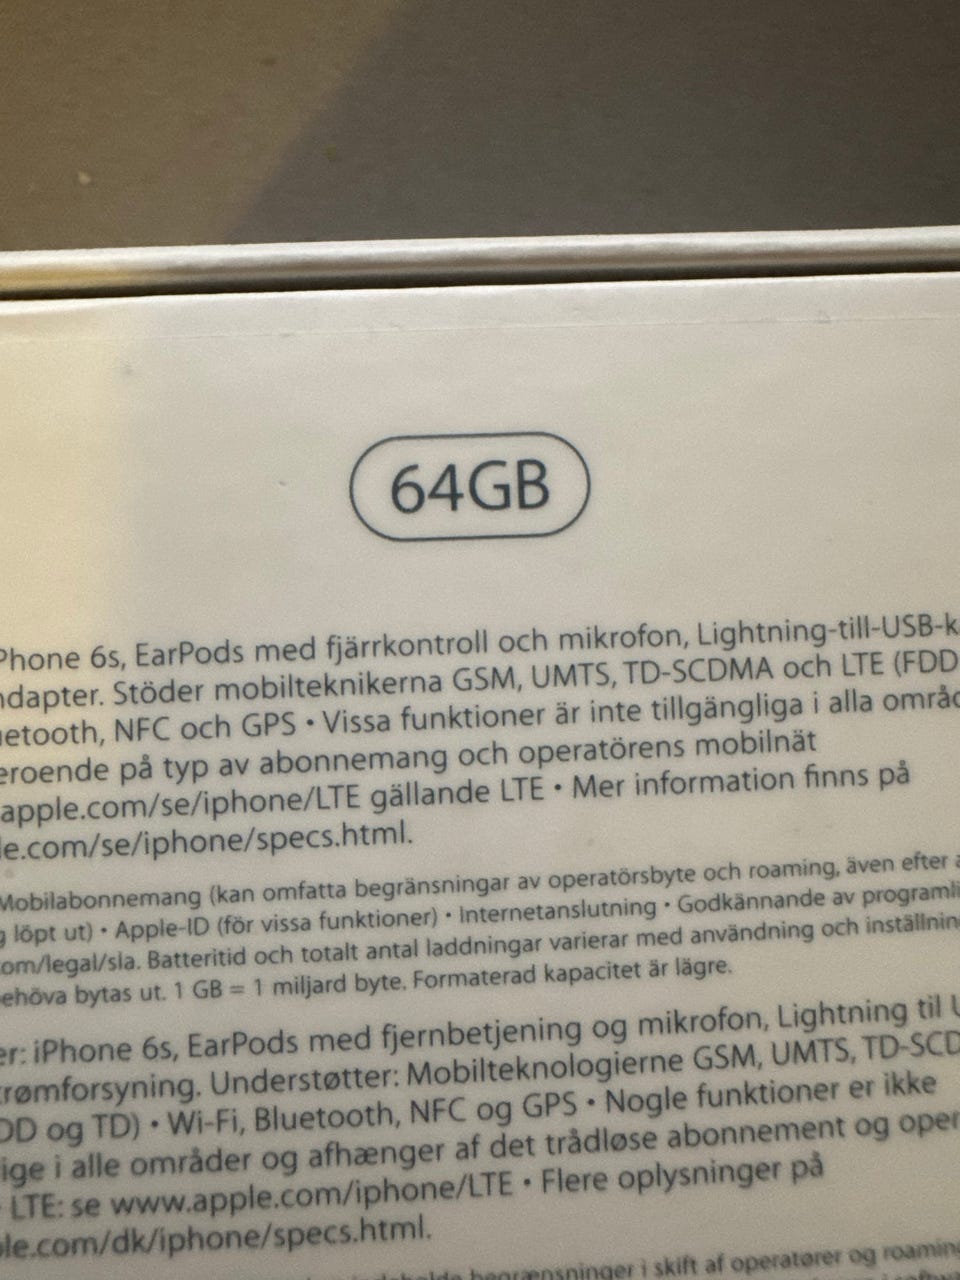 64GB
Phone 6s, EarPods med fjärrkontroll och mikrofon, Lightning-till-USB-k
dapter. Stöder mobilteknikerna GSM, UMTS, TD-SCDMA och LTE (FDD
etooth, NFC och GPS • Vissa funktioner är inte tillgängliga i alla områd
eroende på typ av abonnemang och operatörens mobilnät
apple.com/se/iphone/LTE gällande LTE • Mer information finns på
le.com/se/iphone/specs.html.
Mobilabonnemang (kan omfatta begränsningar av operatörsbyte och roaming, även efter a
g löpt ut) • Apple-ID (för vissa funktioner) • Internetanslutning • Godkännande av programli
om/legal/sla. Batteritid och totalt antal laddningar varierar med användning och inställnin
ehöva bytas ut. 1 GB = 1 miljard byte. Formaterad kapacitet är lägre.
er: iPhone 6s, EarPods med fjernbetjening og mikrofon, Lightning til U
trømforsyning. Understøtter: Mobilteknologierne GSM, UMTS, TD-SCD
DD og TD) • Wi-Fi, Bluetooth, NFC og GPS • Nogle funktioner er ikke
ige i alle områder og afhænger af det trådløse abonnement og oper
LTE: se www.apple.com/iphone/LTE • Flere oplysninger på
le.com/dk/iphone/specs.html.
begrænsninger i skift af operatører og roaming